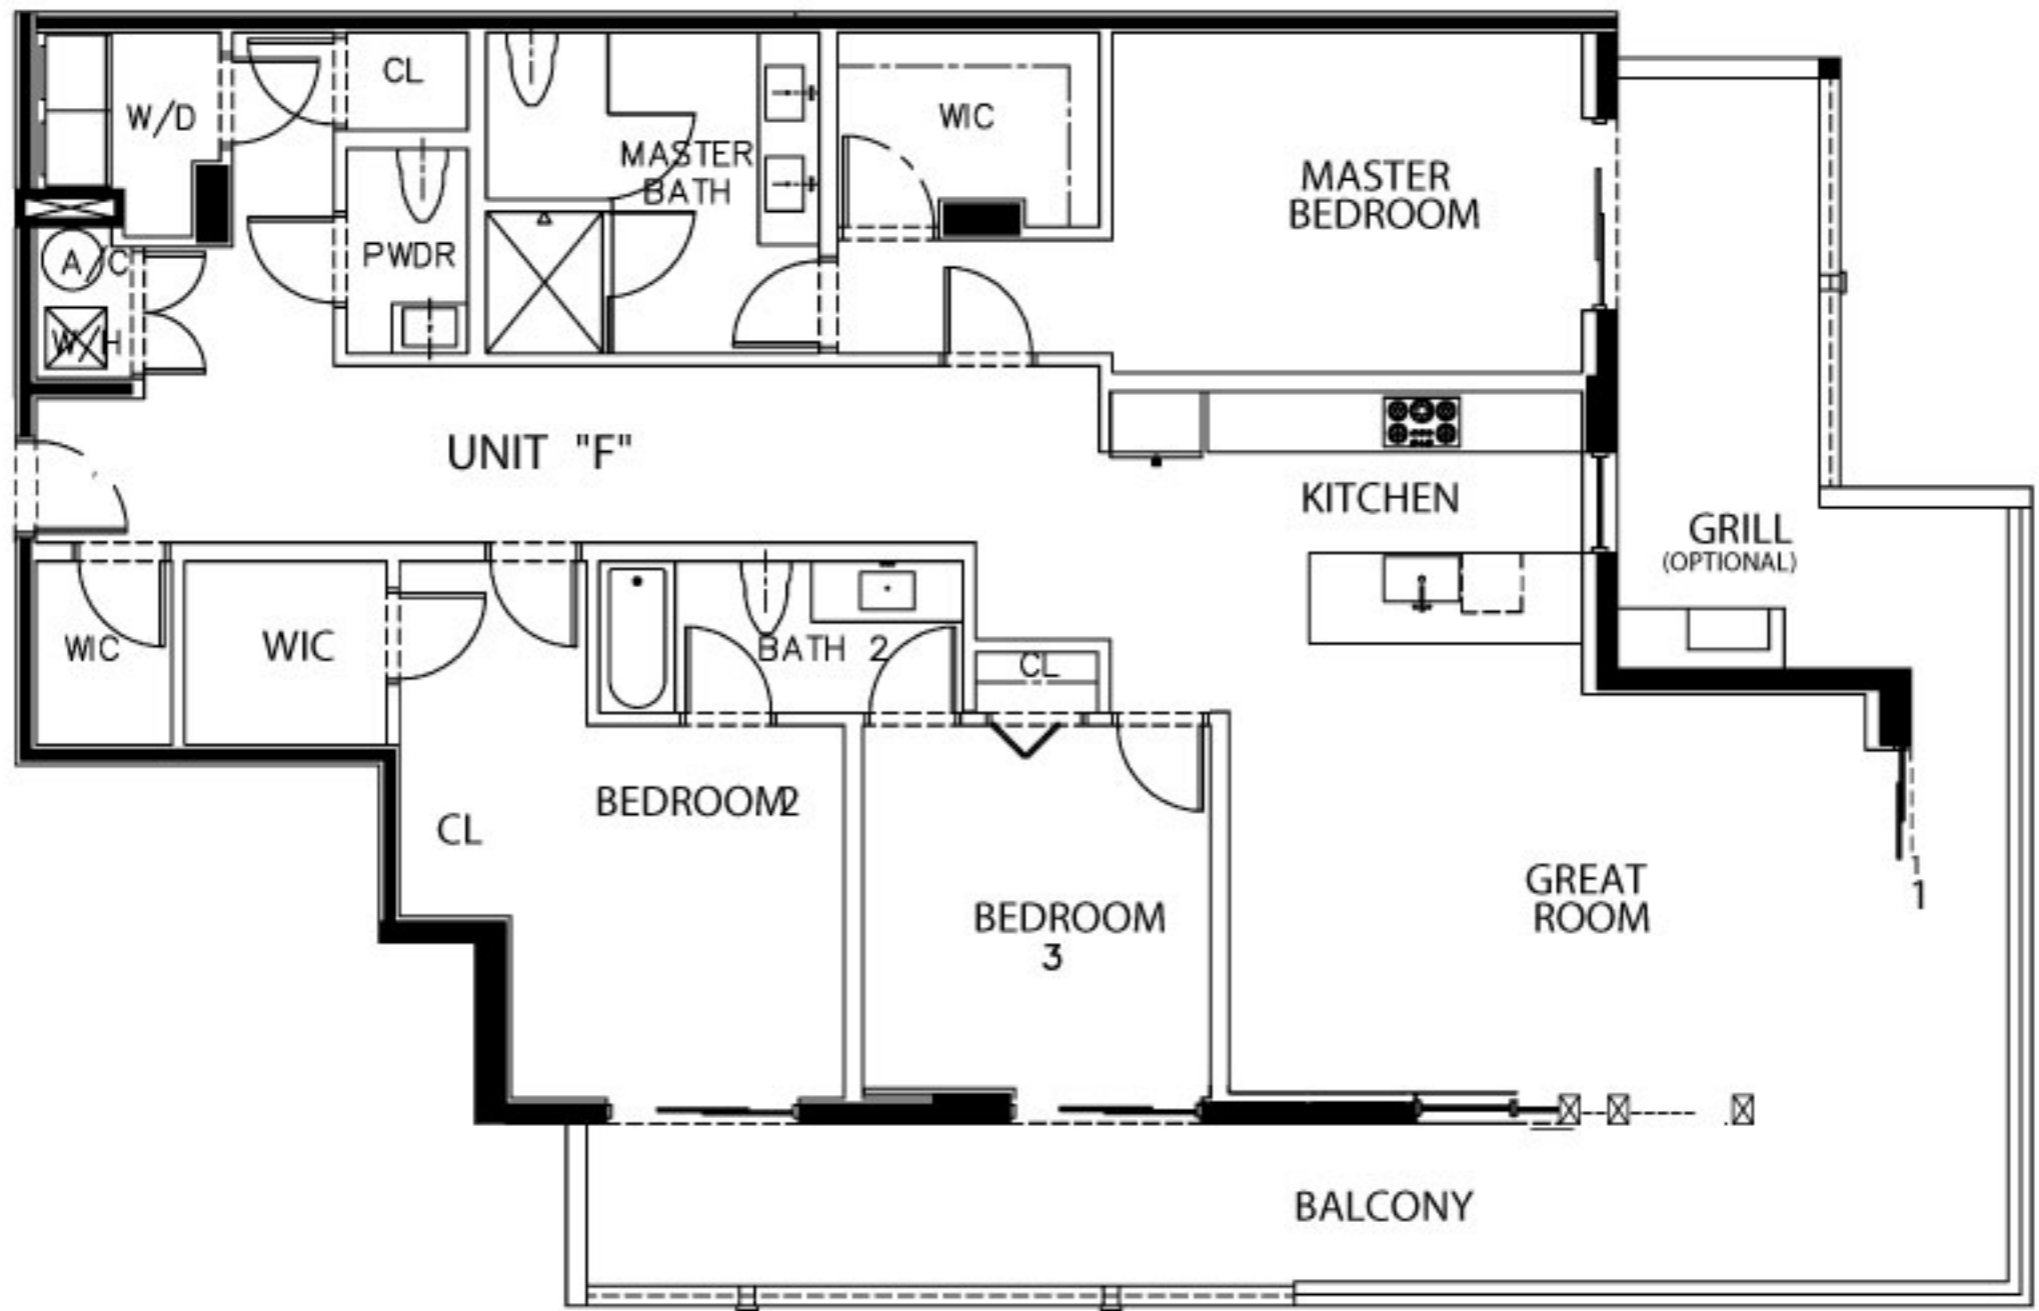 CL
W/D
WIC
MASTER
BATH
MASTER
BEDROOM
PWDR
A/C
W/H
UNIT "F"
KITCHEN
GRILL
(OPTIONAL)
WIC
WIC
BATH 2
CL
BEDROOM2
CL
GREAT
ROOM
1
BEDROOM
3
BALCONY